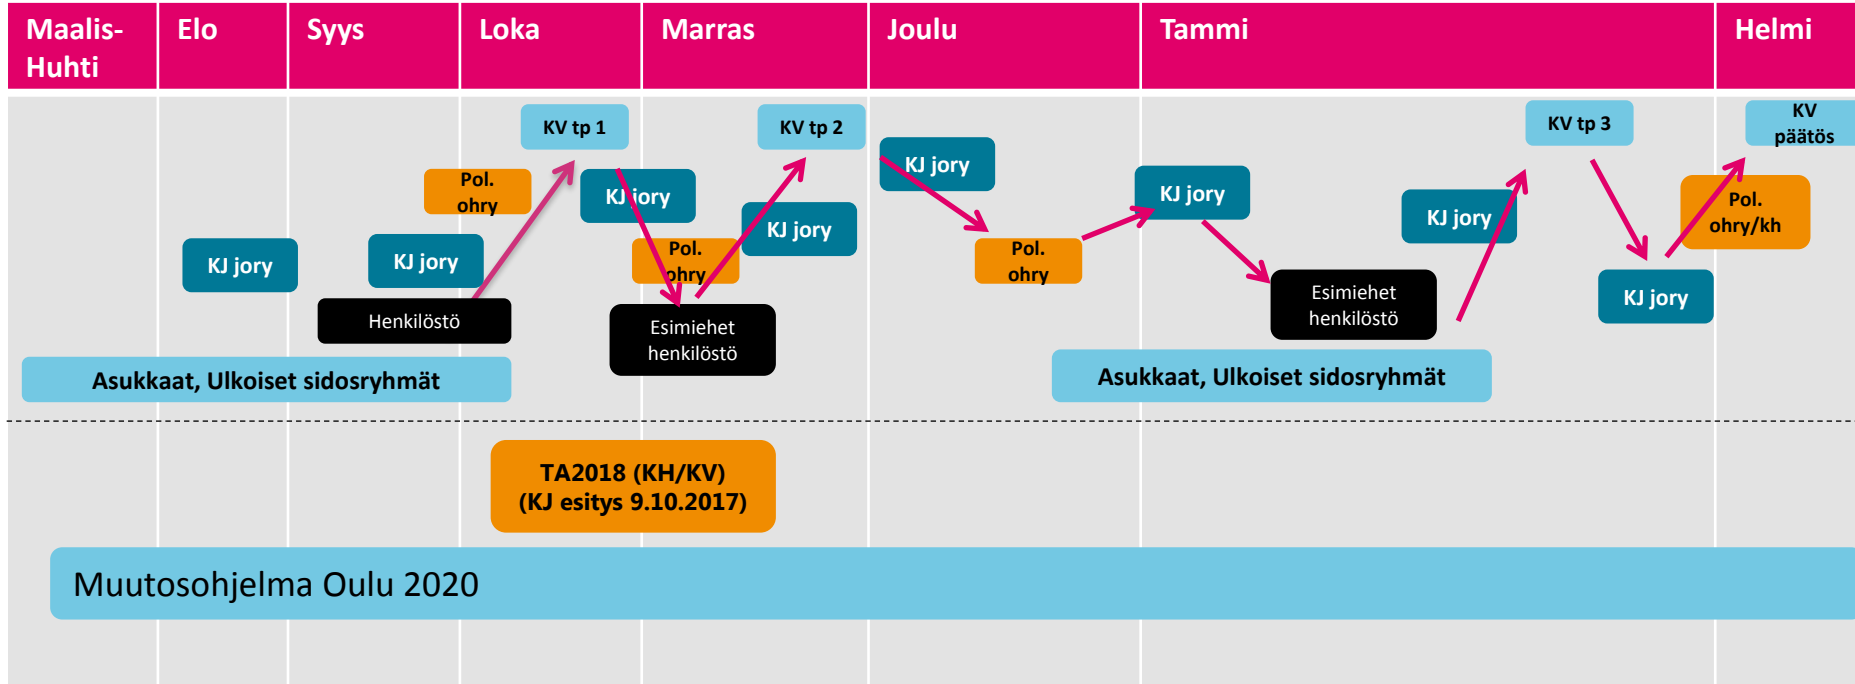 Maalis-
Huhti
Elo
Syys
Loka
Marras
Joulu
Tammi
Helmi
KV tp 1
KV tp 2
KV tp 3
KV
päätös
Pol.
ohry
KJ jory
KJ jory
KJ jory
KJ jory
KJ jory
KJ jory
KJ jory
KJ jory
Pol.
ohry
Pol.
ohry
Pol.
ohry/kh
Henkilöstö
Esimiehet
henkilöstö
Esimiehet
henkilöstö
Asukkaat, Ulkoiset sidosryhmät
Asukkaat, Ulkoiset sidosryhmät
TA2018 (KH/KV)
(KJ esitys 9.10.2017)
Muutosohjelma Oulu 2020